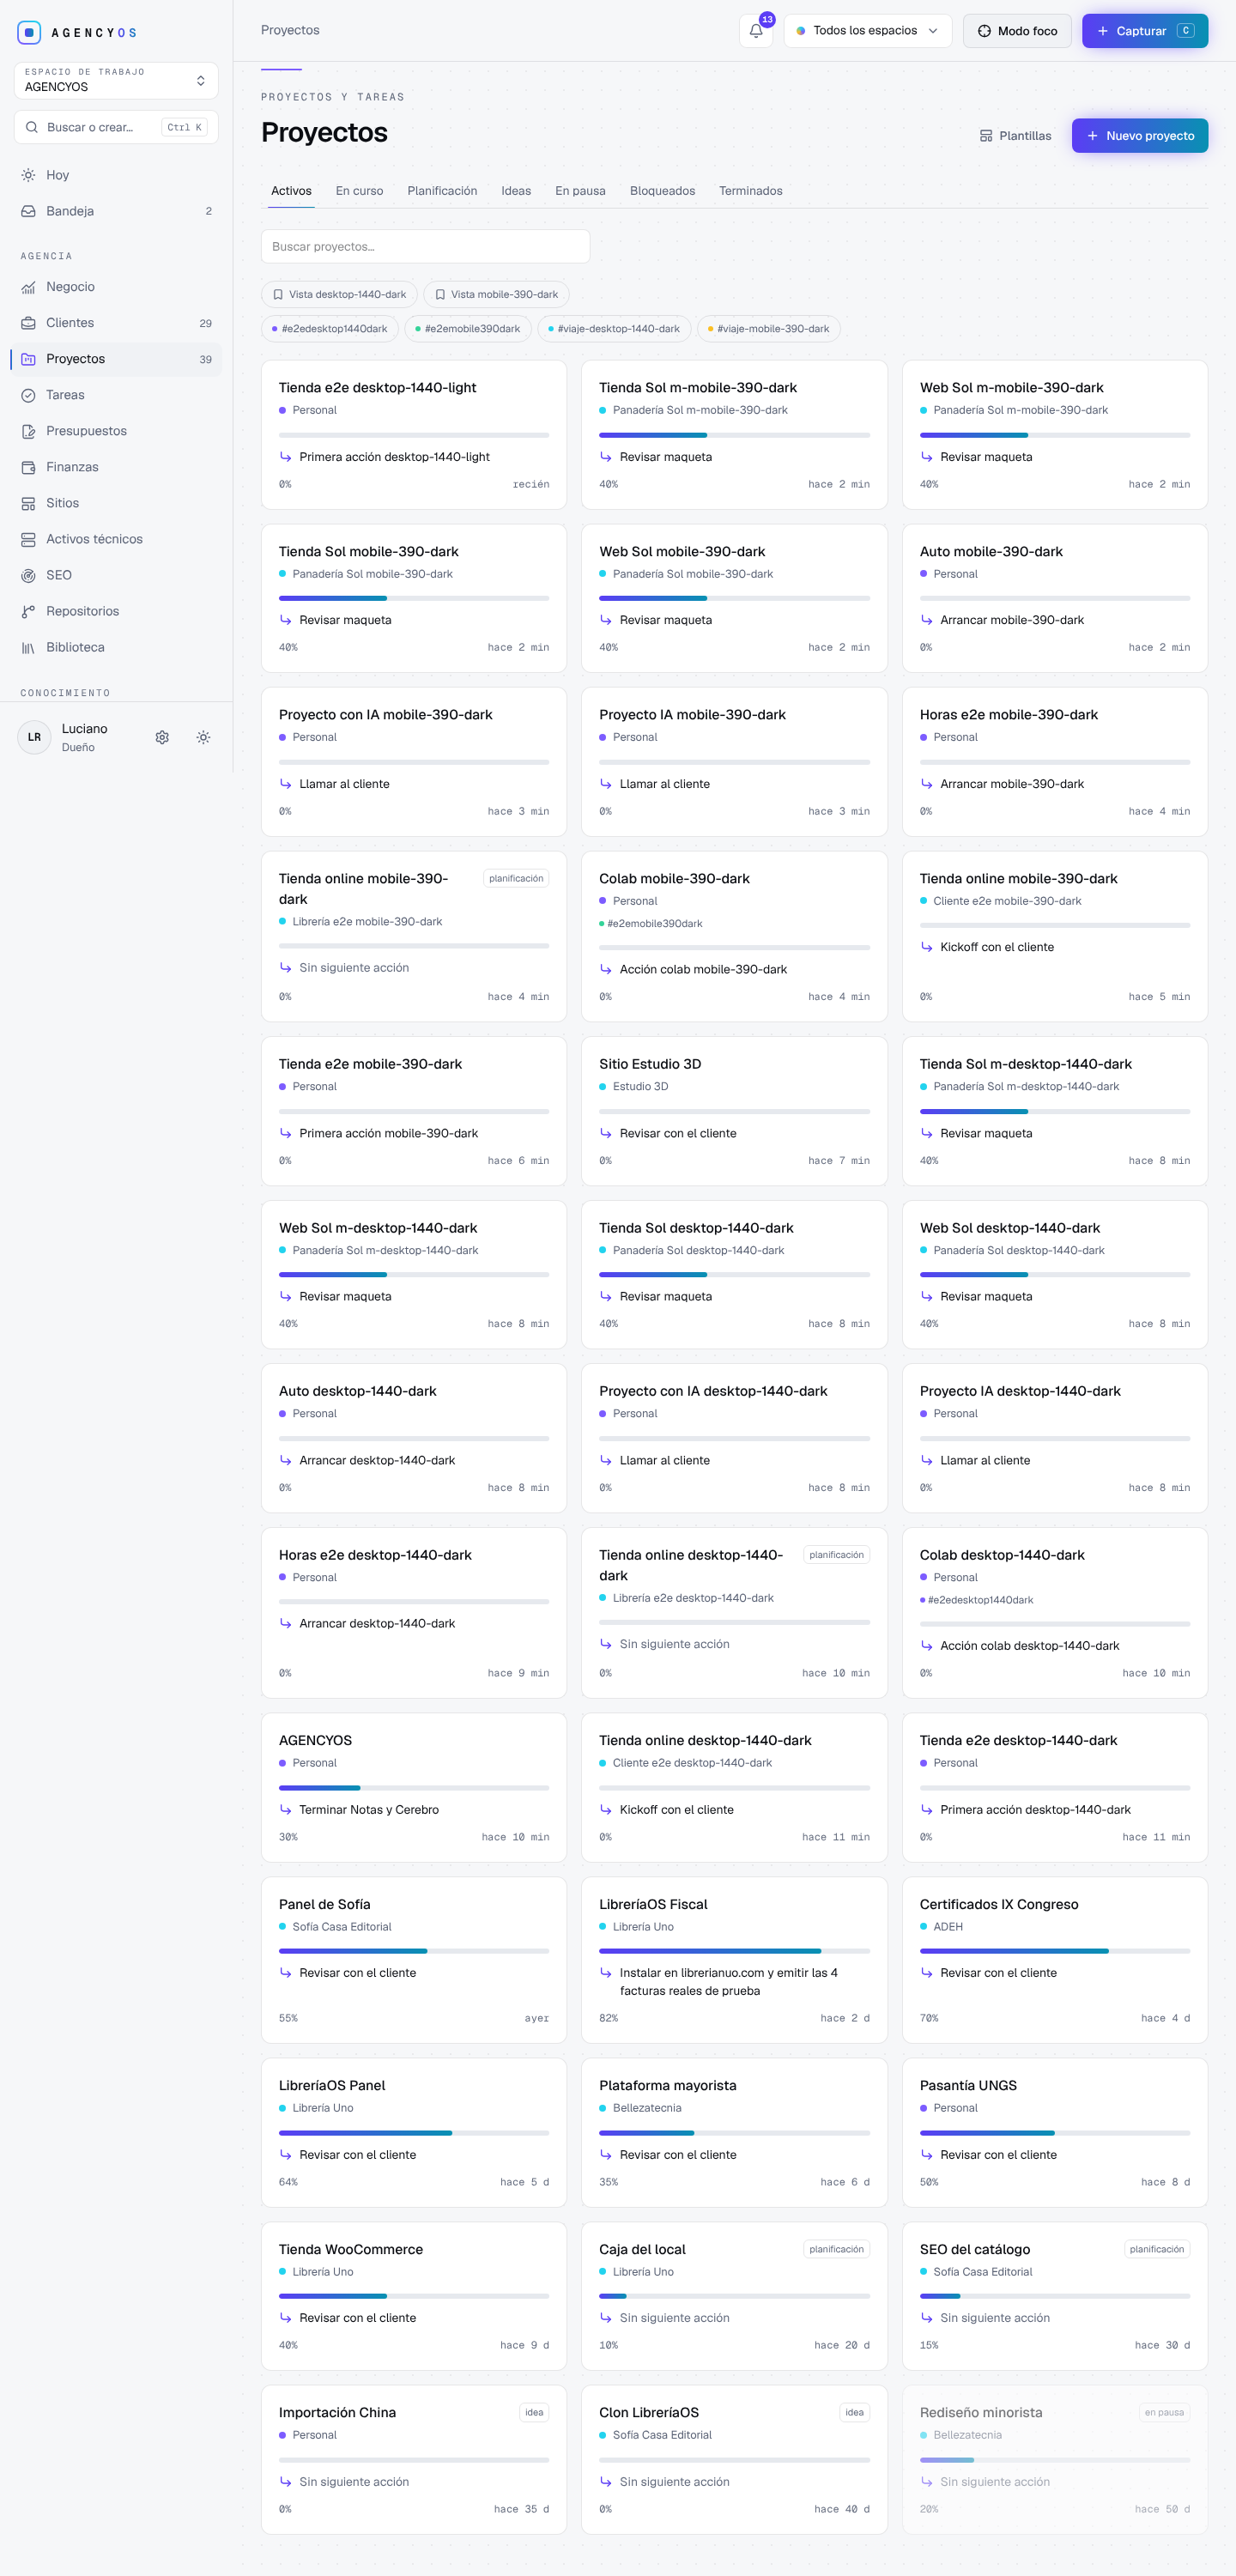 AGENCYOS
ESPACIO DE TRABAJO
AGENCYOS
Buscar o crear... Ctrl K
Hoy
Bandeja 2
AGENCIA
Negocio
Clientes 29
Proyectos 39
Tareas
Presupuestos
Finanzas
Sitios
Activos técnicos
SEO
Repositorios
Biblioteca
CONOCIMIENTO
LR Luciano
Dueño
Proyectos
13
Todos los espacios
Modo foco
Capturar C
PROYECTOS Y TAREAS
Proyectos
Plantillas
Nuevo proyecto
Activos En curso Planificación Ideas En pausa Bloqueados Terminados
Buscar proyectos...
Vista desktop-1440-dark Vista mobile-390-dark
#e2edesktop1440dark #e2emobile390dark #viaje-desktop-1440-dark #viaje-mobile-390-dark
Tienda e2e desktop-1440-light
Personal
Primera acción desktop-1440-light
0% recién
Tienda Sol m-mobile-390-dark
Panadería Sol m-mobile-390-dark
Revisar maqueta
40% hace 2 min
Web Sol m-mobile-390-dark
Panadería Sol m-mobile-390-dark
Revisar maqueta
40% hace 2 min
Tienda Sol mobile-390-dark
Panadería Sol mobile-390-dark
Revisar maqueta
40% hace 2 min
Web Sol mobile-390-dark
Panadería Sol mobile-390-dark
Revisar maqueta
40% hace 2 min
Auto mobile-390-dark
Personal
Arrancar mobile-390-dark
0% hace 2 min
Proyecto con IA mobile-390-dark
Personal
Llamar al cliente
0% hace 3 min
Proyecto IA mobile-390-dark
Personal
Llamar al cliente
0% hace 3 min
Horas e2e mobile-390-dark
Personal
Arrancar mobile-390-dark
0% hace 4 min
Tienda online mobile-390- planificación
dark
Librería e2e mobile-390-dark
Sin siguiente acción
0% hace 4 min
Colab mobile-390-dark
Personal
#e2emobile390dark
Acción colab mobile-390-dark
0% hace 4 min
Tienda online mobile-390-dark
Cliente e2e mobile-390-dark
Kickoff con el cliente
0% hace 5 min
Tienda e2e mobile-390-dark
Personal
Primera acción mobile-390-dark
0% hace 6 min
Sitio Estudio 3D
Estudio 3D
Revisar con el cliente
0% hace 7 min
Tienda Sol m-desktop-1440-dark
Panadería Sol m-desktop-1440-dark
Revisar maqueta
40% hace 8 min
Web Sol m-desktop-1440-dark
Panadería Sol m-desktop-1440-dark
Revisar maqueta
40% hace 8 min
Tienda Sol desktop-1440-dark
Panadería Sol desktop-1440-dark
Revisar maqueta
40% hace 8 min
Web Sol desktop-1440-dark
Panadería Sol desktop-1440-dark
Revisar maqueta
40% hace 8 min
Auto desktop-1440-dark
Personal
Arrancar desktop-1440-dark
0% hace 8 min
Proyecto con IA desktop-1440-dark
Personal
Llamar al cliente
0% hace 8 min
Proyecto IA desktop-1440-dark
Personal
Llamar al cliente
0% hace 8 min
Horas e2e desktop-1440-dark
Personal
Arrancar desktop-1440-dark
0% hace 9 min
Tienda online desktop-1440- planificación
dark
Librería e2e desktop-1440-dark
Sin siguiente acción
0% hace 10 min
Colab desktop-1440-dark
Personal
#e2edesktop1440dark
Acción colab desktop-1440-dark
0% hace 10 min
AGENCYOS
Personal
Terminar Notas y Cerebro
30% hace 10 min
Tienda online desktop-1440-dark
Cliente e2e desktop-1440-dark
Kickoff con el cliente
0% hace 11 min
Tienda e2e desktop-1440-dark
Personal
Primera acción desktop-1440-dark
0% hace 11 min
Panel de Sofía
Sofía Casa Editorial
Revisar con el cliente
55% ayer
LibreríaOS Fiscal
Librería Uno
Instalar en librerianuo.com y emitir las 4
facturas reales de prueba
82% hace 2 d
Certificados IX Congreso
ADEH
Revisar con el cliente
70% hace 4 d
LibreríaOS Panel
Librería Uno
Revisar con el cliente
64% hace 5 d
Plataforma mayorista
Bellezatecnia
Revisar con el cliente
35% hace 6 d
Pasantía UNGS
Personal
Revisar con el cliente
50% hace 8 d
Tienda WooCommerce
Librería Uno
Revisar con el cliente
40% hace 9 d
Caja del local planificación
Librería Uno
Sin siguiente acción
10% hace 20 d
SEO del catálogo planificación
Sofía Casa Editorial
Sin siguiente acción
15% hace 30 d
Importación China idea
Personal
Sin siguiente acción
0% hace 35 d
Clon LibreríaOS idea
Sofía Casa Editorial
Sin siguiente acción
0% hace 40 d
Rediseño minorista en pausa
Bellezatecnia
Sin siguiente acción
20% hace 50 d